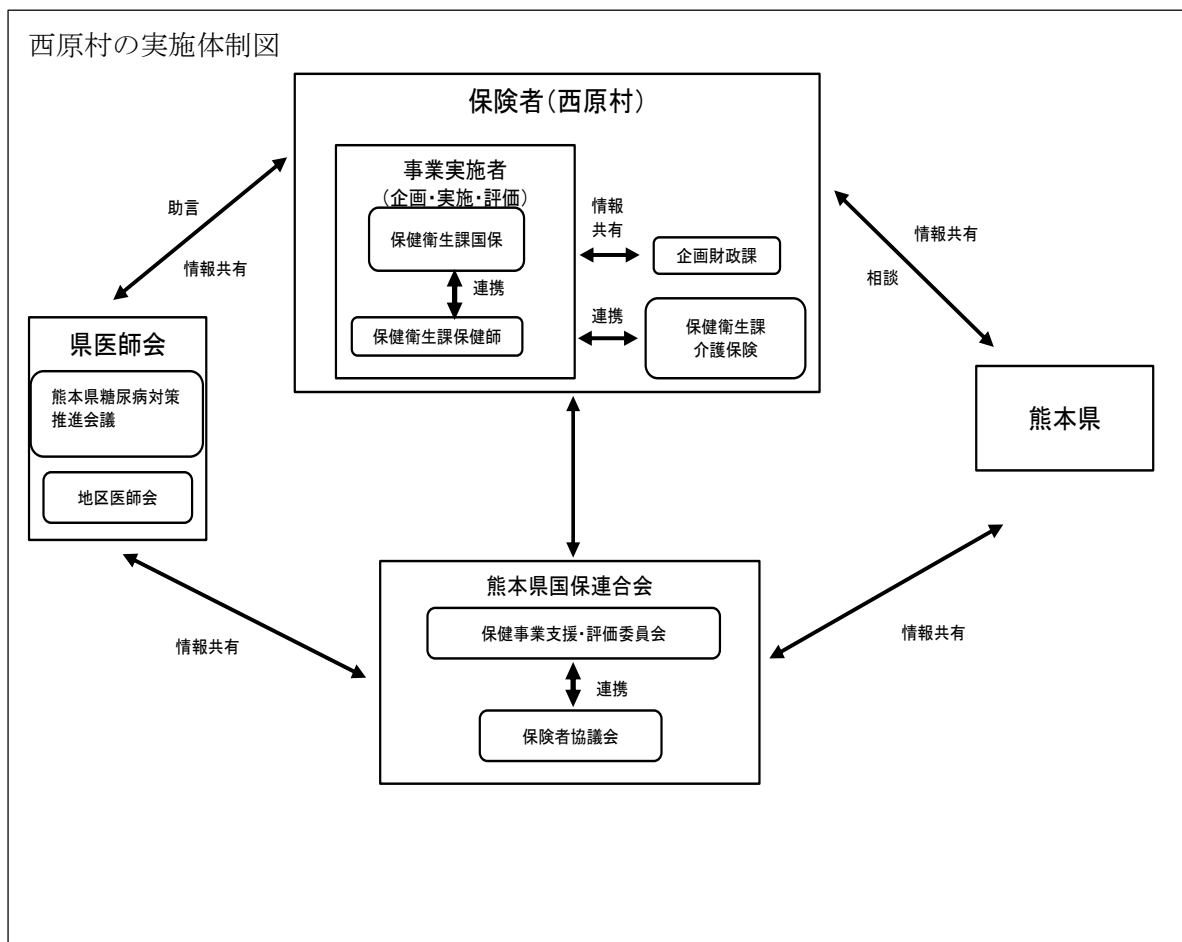 西原村の実施体制図
保険者(西原村)
事業実施者
(企画・実施・評価)
保健衛生課国保
連携
保健衛生課保健師
情報
共有
企画財政課
連携
保健衛生課
介護保険
助言
情報共有
情報共有
相談
県医師会
熊本県糖尿病対策
推進会議
地区医師会
熊本県
熊本県国保連合会
保健事業支援・評価委員会
連携
保険者協議会
情報共有
情報共有